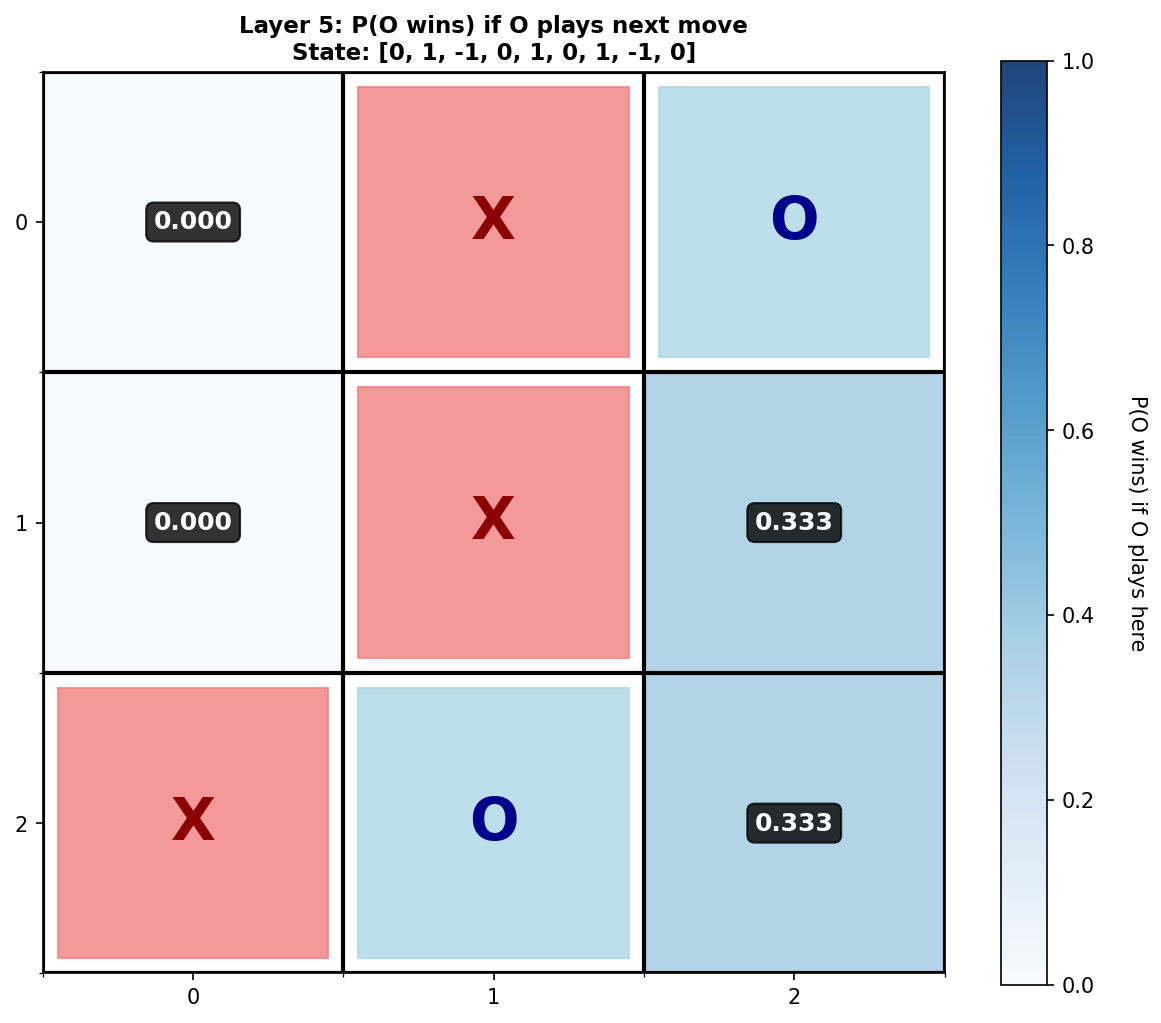 Layer 5: P(O wins) if O plays next move
State: [0, 1, -1, 0, 1, 0, 1, -1, 0]
0
0.000
X
O
1
0.000
X
0.333
2
X
O
0.333
0
1
2
1.0
0.8
0.6
0.4
0.2
0.0
P(O wins) if O plays here